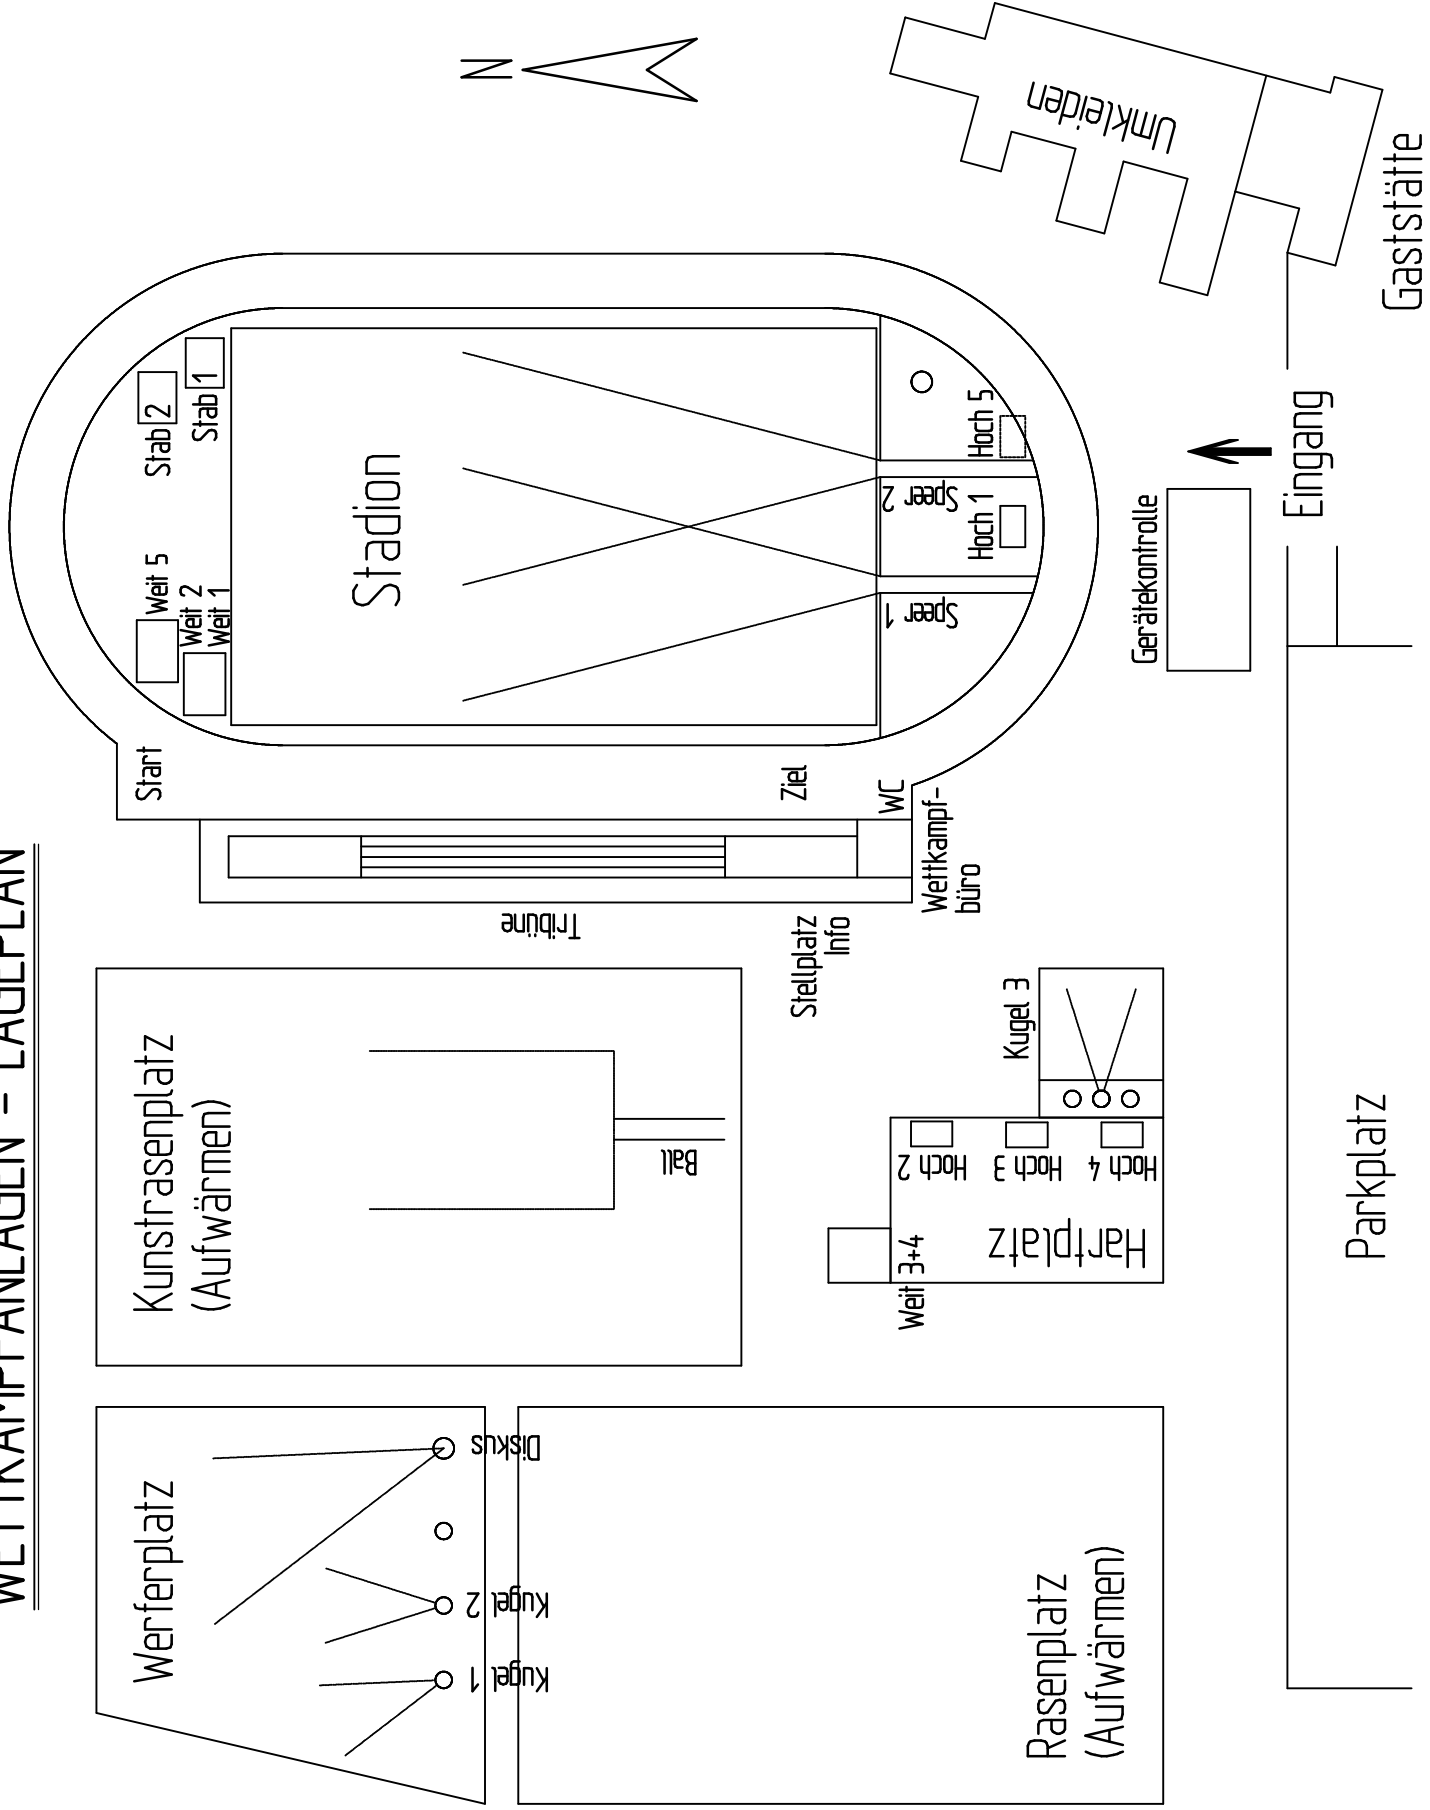 WETTKAMPFANLAGEN - LAGEPLAN
N
Werferplatz
Kugel 1
Kugel 2
Diskus
Rasenplatz
(Aufwärmen)
Kunstrasenplatz
(Aufwärmen)
Ball
Weit 3+4
Hartplatz
Hoch 2
Hoch 3
Hoch 4
Kugel 3
Parkplatz
Tribüne
Stellplatz
Info
Wettkampf-
büro
WC
Start
Ziel
Weit 5
Weit 2
Weit 1
Stadion
Stab 2
Stab 1
Speer 1
Speer 2
Hoch 1
Hoch 5
Gerätekontrolle
Eingang
Umkleiden
Gaststätte